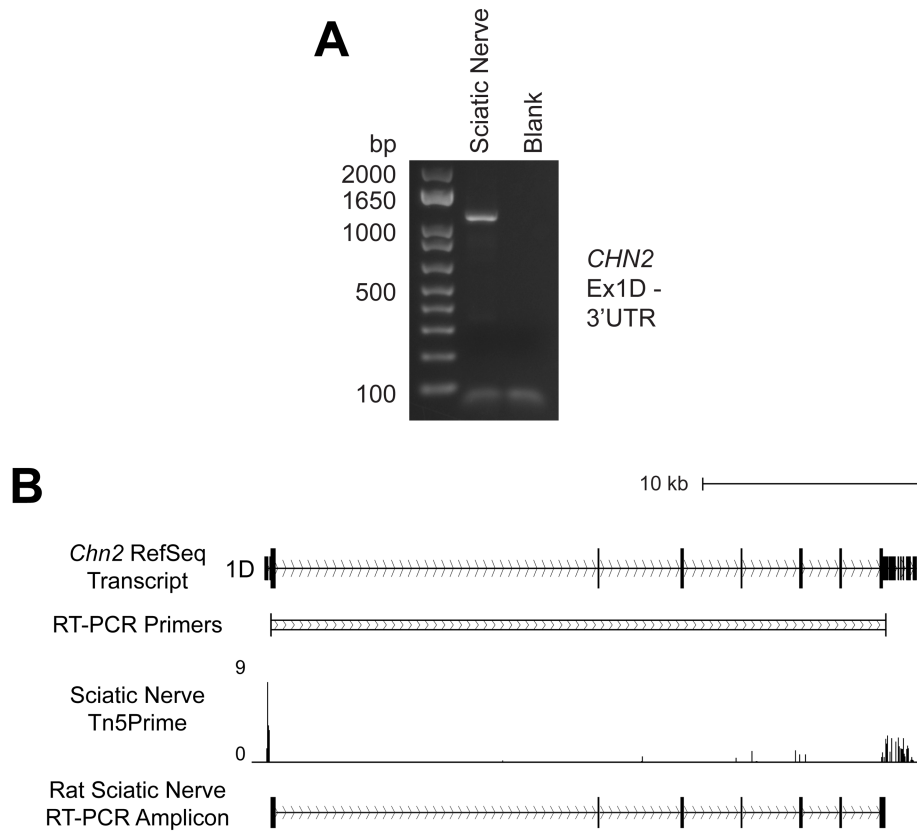 A
bp
Sciatic Nerve
Blank
2000
1650
1000
500
100
CHN2
Ex1D -
3'UTR
B
10 kb
Chn2 RefSeq
Transcript
1D
RT-PCR Primers
Sciatic Nerve
Tn5Prime
9
0
Rat Sciatic Nerve
RT-PCR Amplicon